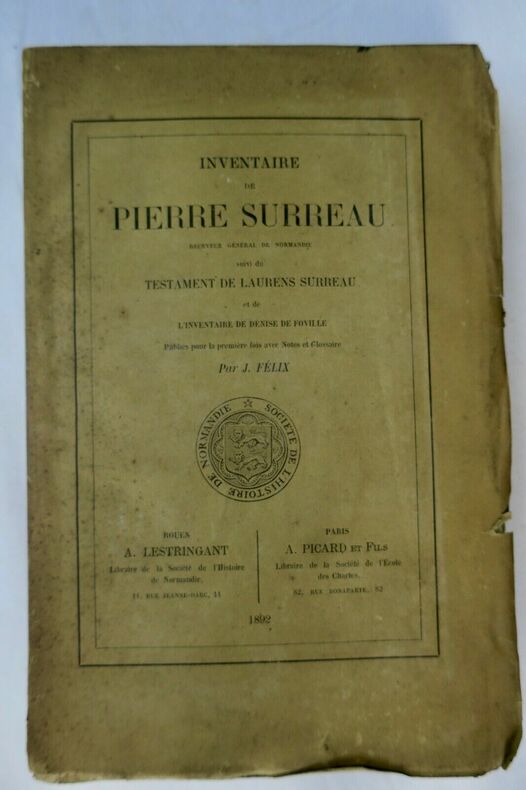 INVENTAIRE
DE
PIERRE SURREAU
RECEVEUR GÉNÉRAL DE NORMANDIE
suivi du
TESTAMENT DE LAURENS SURREAU
et de
L'INVENTAIRE DE DENISE DE FOVILLE
Publiés pour la première fois avec Notes et Glossaire
Par J. FÉLIX
SOCIÉTÉ DE L'HISTOIRE DE NORMANDIE
ROUEN
A. LESTRINGANT
Libraire de la Société de l'Histoire
de Normandie,
11, RUE JEANNE-DARC, 11
PARIS
A. PICARD ET FILS
Libraire de la Société de l'Ecole
des Chartes,
82, RUE BONAPARTE, 82
1892